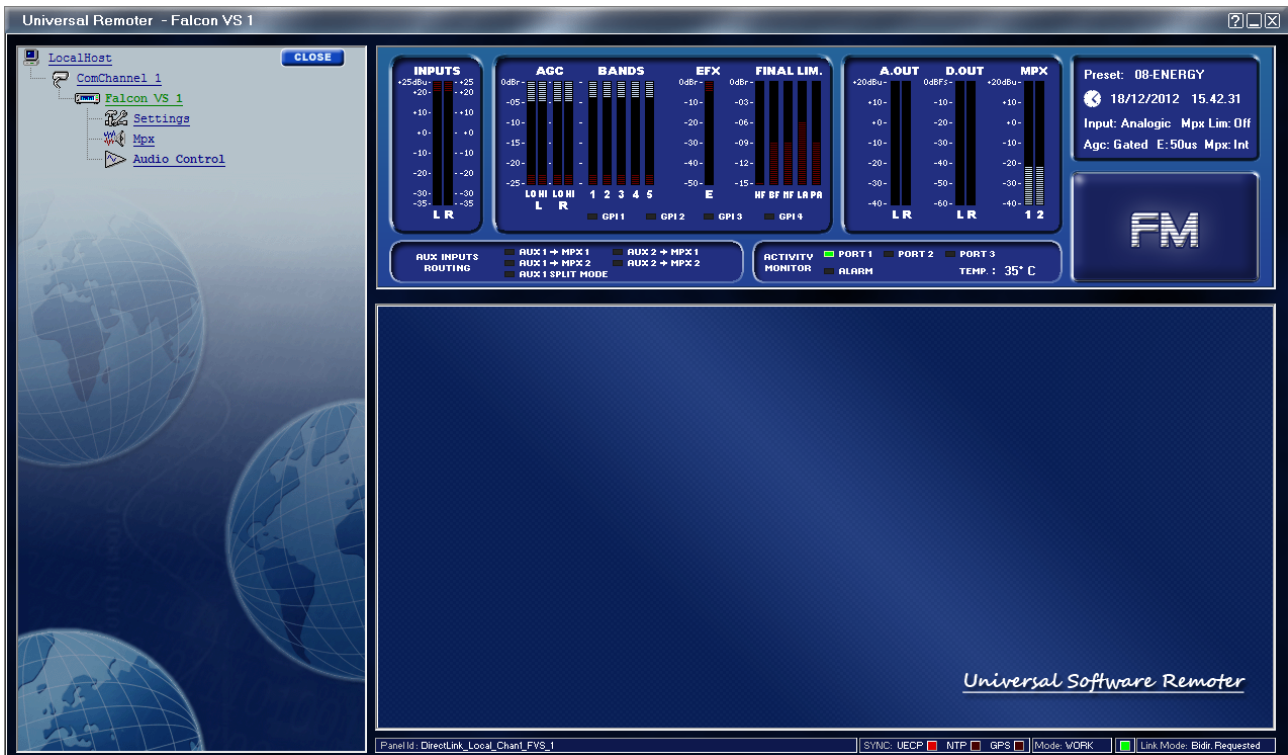 Universal Remoter - Falcon VS 1
LocalHost
CLOSE
ComChannel 1
Falcon VS 1
Settings
Mpx
Audio Control
INPUTS
+25dBu +25
+20 +20
+10 +10
+0 +0
-10 -10
-20 -20
-30 -30
-35 -35
L R
AGC BANDS EFX FINAL LIM.
0dBr 0dBr 0dBr
-05 -10 -03
-10 -20 -06
-15 -30 -09
-20 -40 -12
-25 -50 -15
LO HI LO HI 1 2 3 4 5 E HF BF MF LA PA
L R
GPI 1 GPI 2 GPI 3 GPI 4
A.OUT D.OUT MPX
+20dBu 0dBFs +20dBu
+10 -10 +10
+0 -20 +0
-10 -30 -10
-20 -40 -20
-30 -50 -30
-40 -60 -40
L R L R 1 2
Preset: 08-ENERGY
18/12/2012 15.42.31
Input: Analogic Mpx Lim: Off
Agc: Gated E: 50us Mpx: Int
FM
AUX INPUTS
ROUTING
AUX 1 → MPX 1 AUX 2 → MPX 1
AUX 1 → MPX 2 AUX 2 → MPX 2
AUX 1 SPLIT MODE
ACTIVITY
MONITOR
PORT 1 PORT 2 PORT 3
ALARM TEMP. : 35° C
Universal Software Remoter
Panel Id : DirectLink_Local_Chan1_FVS_1
SYNC: UECP NTP GPS Mode: WORK Link Mode: Bidir. Requested